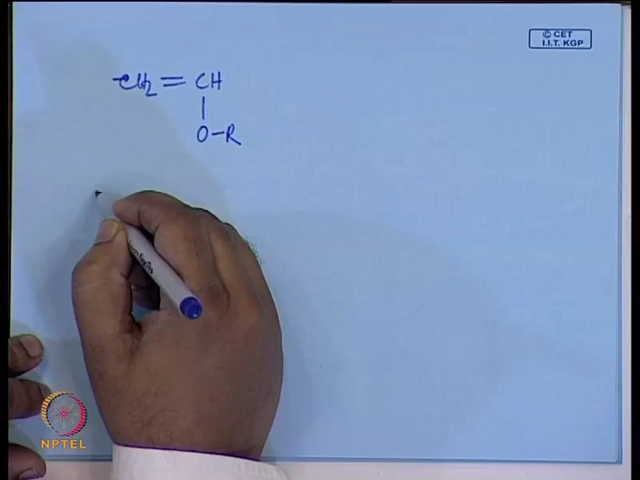 © CET
I.I.T. KGP
CH2 = CH
|
O-R
NPTEL